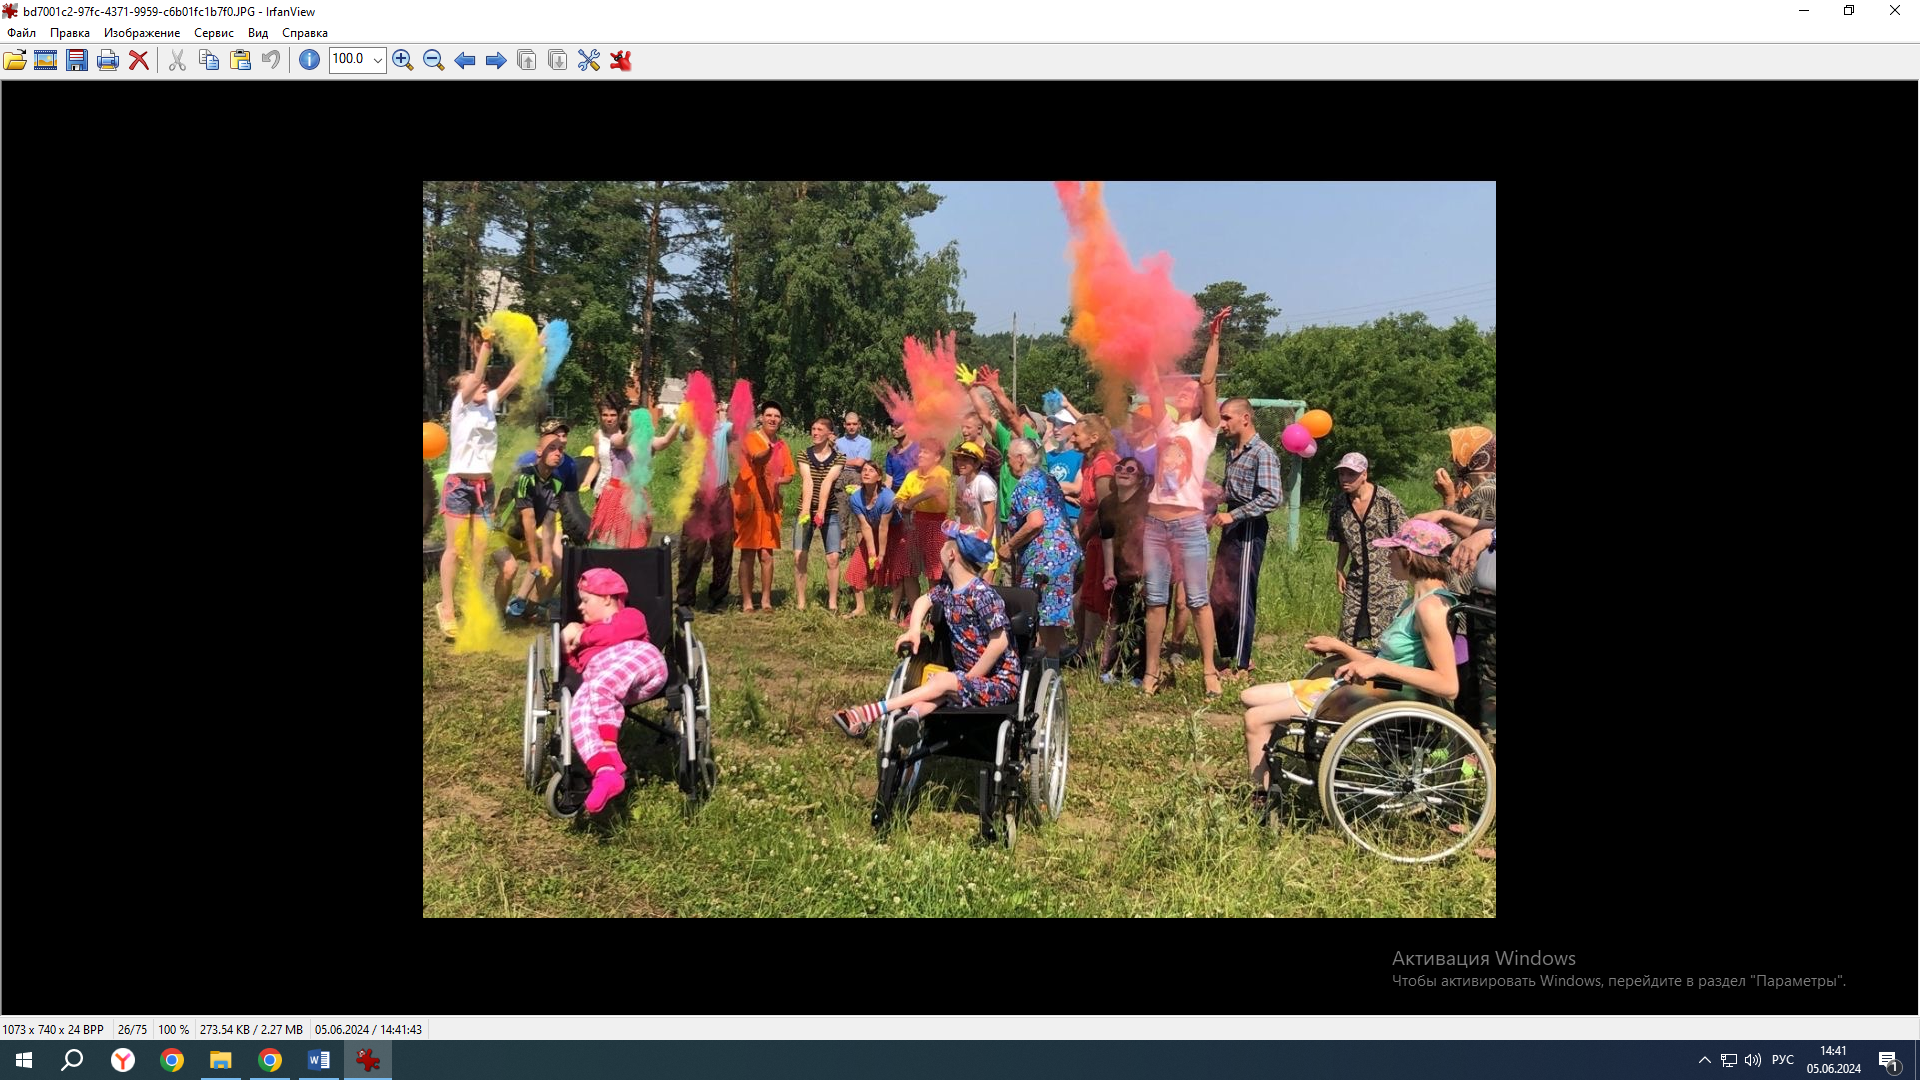 bd7001c2-97fc-4371-9959-c6b01fc1b7f0.JPG - IrfanView
Файл Правка Изображение Сервис Вид Справка
100.0
Активация Windows
Чтобы активировать Windows, перейдите в раздел "Параметры".
1073 x 740 x 24 BPP 26/75 100 % 273.54 KB / 2.27 MB 05.06.2024 / 14:41:43
РУС
14:41
05.06.2024
1